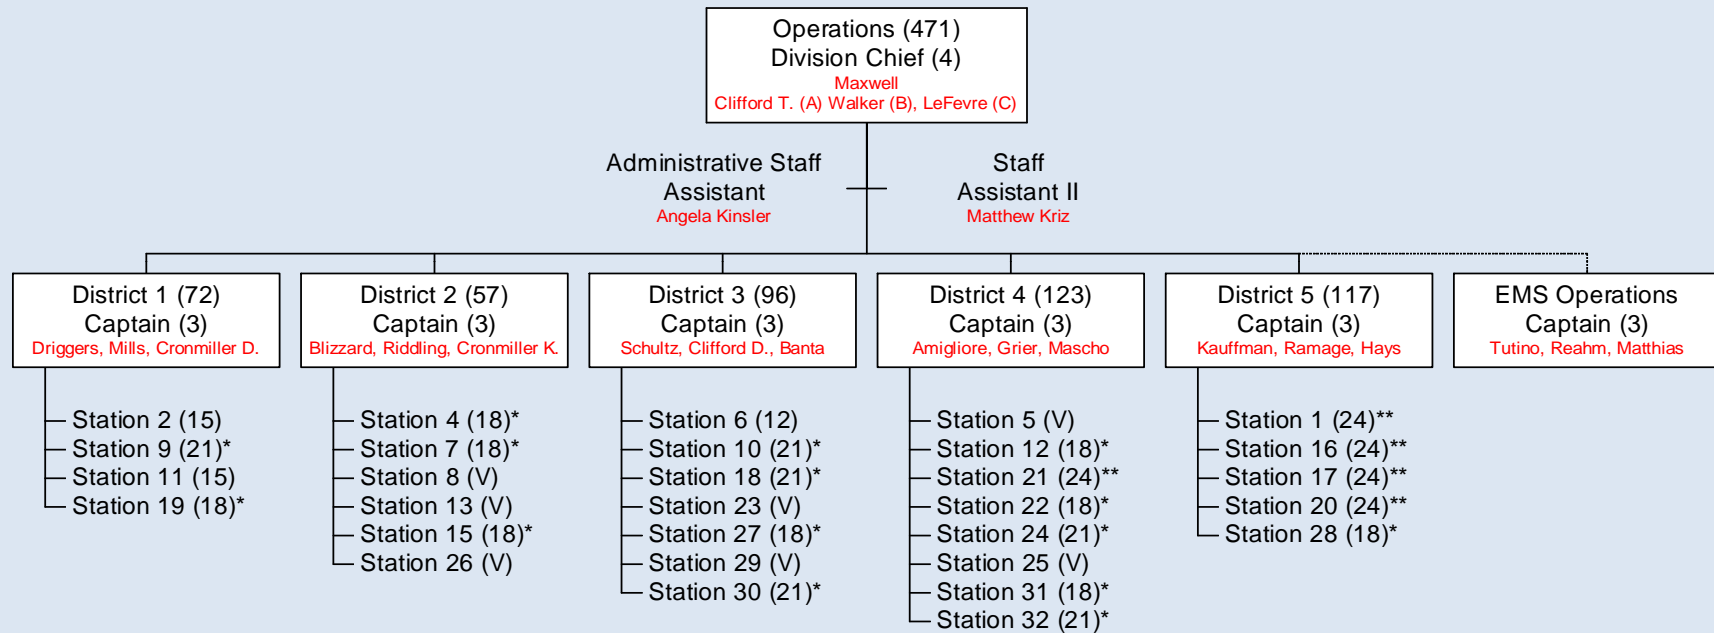 Operations (471)
Division Chief (4)
Maxwell
Clifford T. (A) Walker (B), LeFevre (C)
Administrative Staff
Assistant
Angela Kinsler
Staff
Assistant II
Matthew Kriz
District 1 (72)
Captain (3)
Driggers, Mills, Cronmiller D.
Station 2 (15)
Station 9 (21)*
Station 11 (15)
Station 19 (18)*
District 2 (57)
Captain (3)
Blizzard, Riddling, Cronmiller K.
Station 4 (18)*
Station 7 (18)*
Station 8 (V)
Station 13 (V)
Station 15 (18)*
Station 26 (V)
District 3 (96)
Captain (3)
Schultz, Clifford D., Banta
Station 6 (12)
Station 10 (21)*
Station 18 (21)*
Station 23 (V)
Station 27 (18)*
Station 29 (V)
Station 30 (21)*
District 4 (123)
Captain (3)
Amigliore, Grier, Mascho
Station 5 (V)
Station 12 (18)*
Station 21 (24)**
Station 22 (18)*
Station 24 (21)*
Station 25 (V)
Station 31 (18)*
Station 32 (21)*
District 5 (117)
Captain (3)
Kauffman, Ramage, Hays
Station 1 (24)**
Station 16 (24)**
Station 17 (24)**
Station 20 (24)**
Station 28 (18)*
EMS Operations
Captain (3)
Tutino, Reahm, Matthias